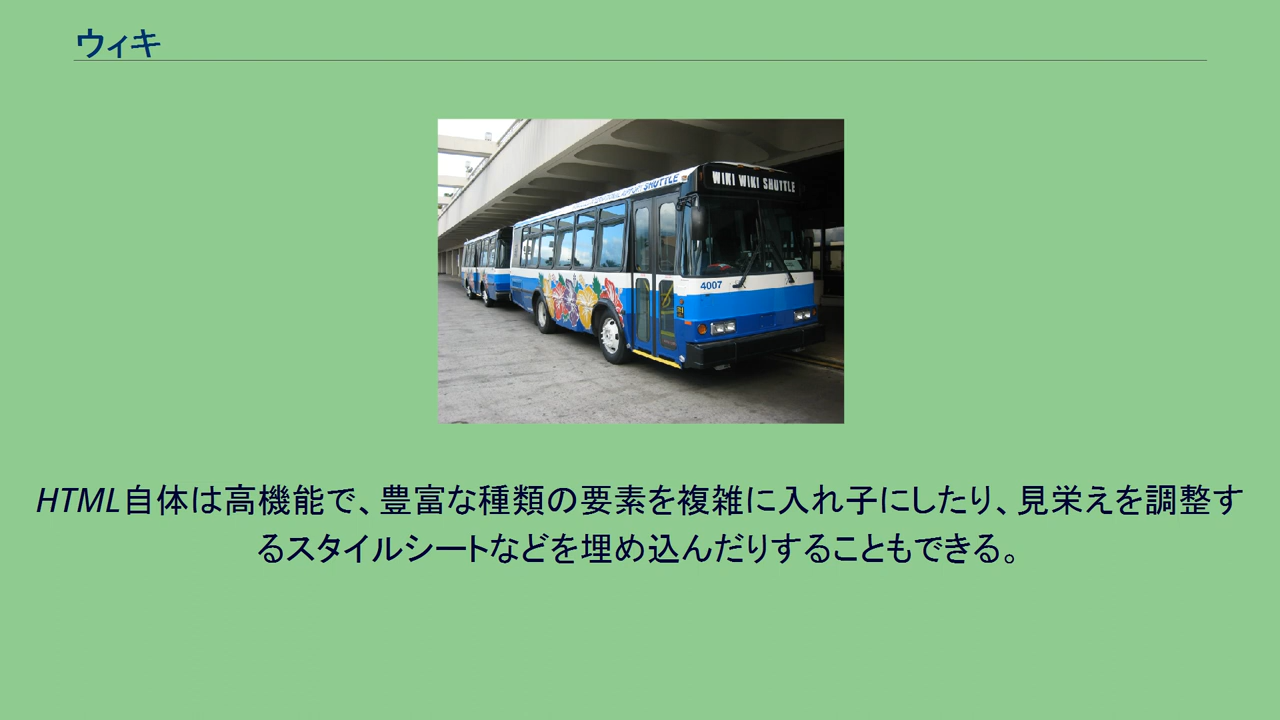 ウィキ
SHUTTLE
WIKI WIKI SHUTTLE
4007
HTML自体は高機能で、豊富な種類の要素を複雑に入れ子にしたり、見栄えを調整す
るスタイルシートなどを埋め込んだりすることもできる。